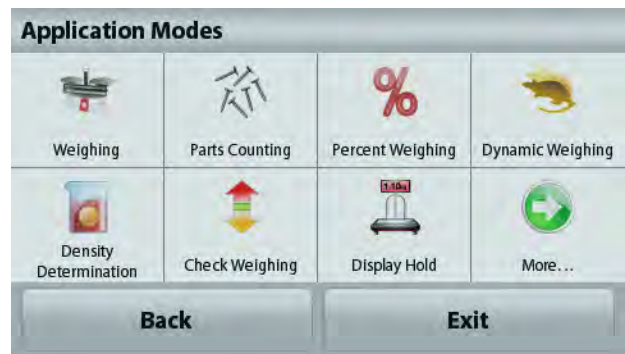 Application Modes
Weighing
Parts Counting
Percent Weighing
Dynamic Weighing
1.10kg
Density
Determination
Check Weighing
Display Hold
More...
Back
Exit